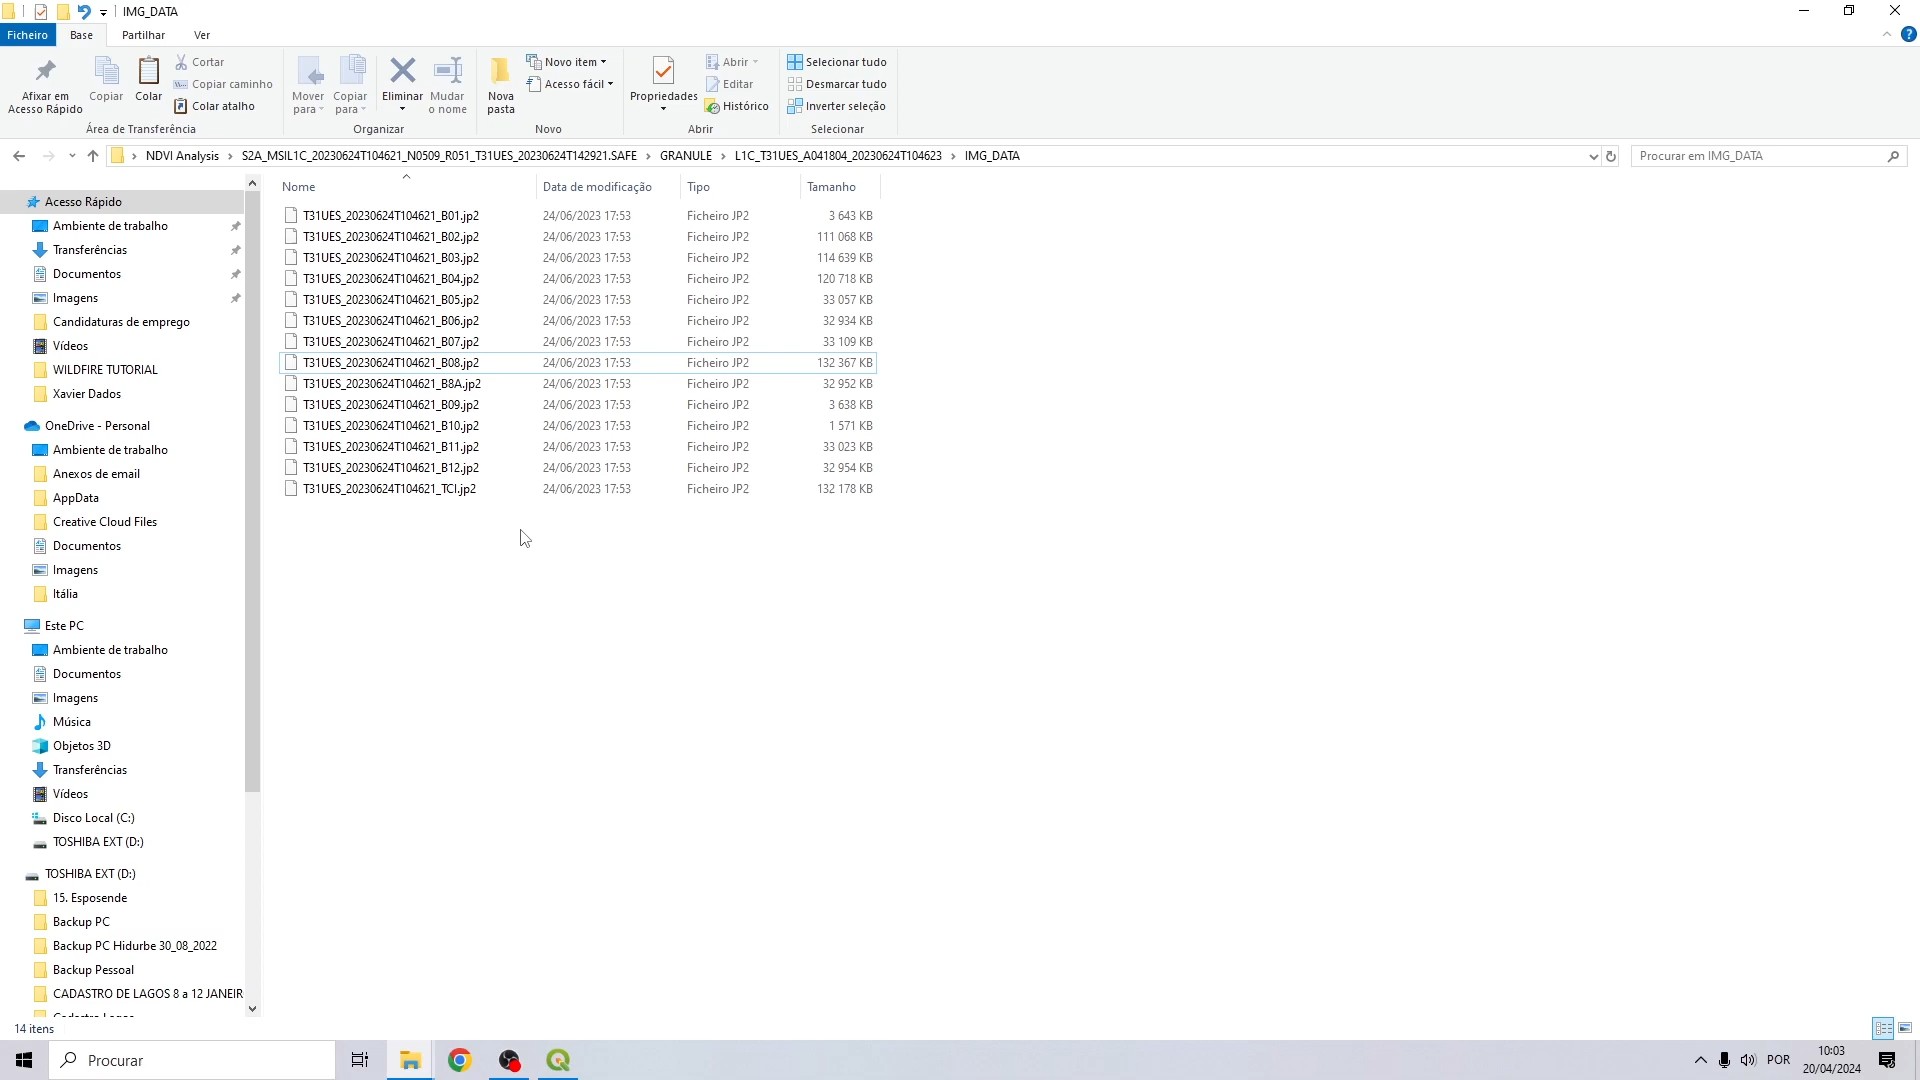 IMG_DATA
Ficheiro Base Partilhar Ver
Afixar em
Acesso Rápido
Copiar
Colar
Cortar
Copiar caminho
Colar atalho
Área de Transferência
Mover
para
Copiar
para
Eliminar
Mudar
o nome
Organizar
Nova
pasta
Novo item
Acesso fácil
Novo
Propriedades
Abrir
Editar
Histórico
Abrir
Selecionar tudo
Desmarcar tudo
Inverter seleção
Selecionar
NDVI Analysis › S2A_MSIL1C_20230624T104621_N0509_R051_T31UES_20230624T142921.SAFE › GRANULE › L1C_T31UES_A041804_20230624T104623 › IMG_DATA
Procurar em IMG_DATA
Acesso Rápido
Ambiente de trabalho
Transferências
Documentos
Imagens
Candidaturas de emprego
Vídeos
WILDFIRE TUTORIAL
Xavier Dados
OneDrive - Personal
Ambiente de trabalho
Anexos de email
AppData
Creative Cloud Files
Documentos
Imagens
Itália
Este PC
Ambiente de trabalho
Documentos
Imagens
Música
Objetos 3D
Transferências
Vídeos
Disco Local (C:)
TOSHIBA EXT (D:)
TOSHIBA EXT (D:)
15. Esposende
Backup PC
Backup PC Hidurbe 30_08_2022
Backup Pessoal
CADASTRO DE LAGOS 8 a 12 JANEIR
Nome Data de modificação Tipo Tamanho
T31UES_20230624T104621_B01.jp2 24/06/2023 17:53 Ficheiro JP2 3 643 KB
T31UES_20230624T104621_B02.jp2 24/06/2023 17:53 Ficheiro JP2 111 068 KB
T31UES_20230624T104621_B03.jp2 24/06/2023 17:53 Ficheiro JP2 114 639 KB
T31UES_20230624T104621_B04.jp2 24/06/2023 17:53 Ficheiro JP2 120 718 KB
T31UES_20230624T104621_B05.jp2 24/06/2023 17:53 Ficheiro JP2 33 057 KB
T31UES_20230624T104621_B06.jp2 24/06/2023 17:53 Ficheiro JP2 32 934 KB
T31UES_20230624T104621_B07.jp2 24/06/2023 17:53 Ficheiro JP2 33 109 KB
T31UES_20230624T104621_B08.jp2 24/06/2023 17:53 Ficheiro JP2 132 367 KB
T31UES_20230624T104621_B8A.jp2 24/06/2023 17:53 Ficheiro JP2 32 952 KB
T31UES_20230624T104621_B09.jp2 24/06/2023 17:53 Ficheiro JP2 3 638 KB
T31UES_20230624T104621_B10.jp2 24/06/2023 17:53 Ficheiro JP2 1 571 KB
T31UES_20230624T104621_B11.jp2 24/06/2023 17:53 Ficheiro JP2 33 023 KB
T31UES_20230624T104621_B12.jp2 24/06/2023 17:53 Ficheiro JP2 32 954 KB
T31UES_20230624T104621_TCI.jp2 24/06/2023 17:53 Ficheiro JP2 132 178 KB
14 itens
Procurar
POR
10:03
20/04/2024